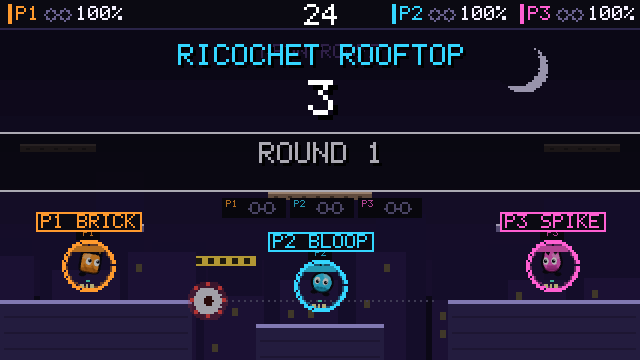 P1 100% 24 P2 100% P3 100%
RICOCHET ROOFTOP
3
ROUND 1
P1 P2 P3
P1 BRICK
P2 BLOOP
P3 SPIKE
P2